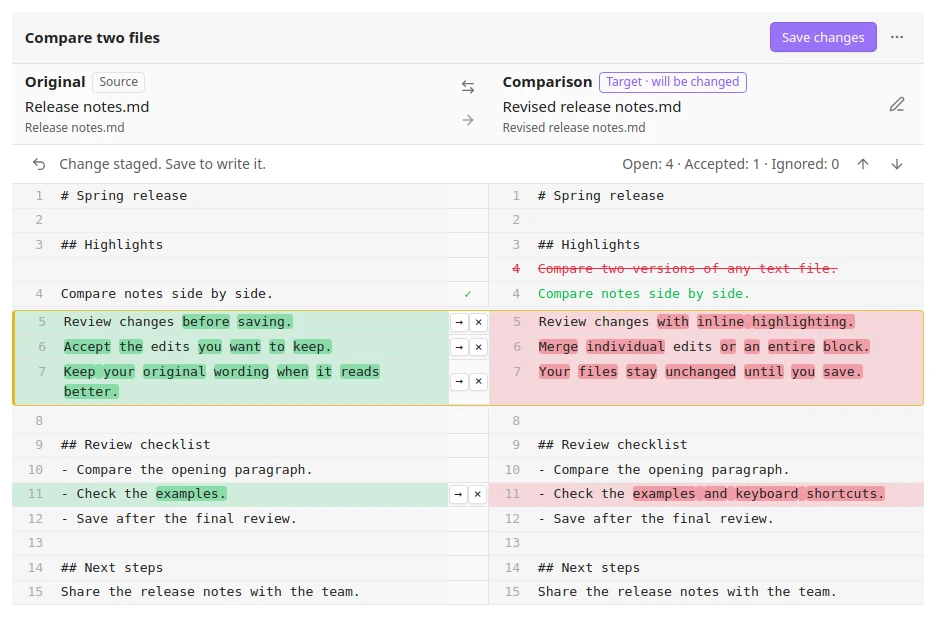 Compare two files
Save changes
Original Source
Release notes.md
Release notes.md
Comparison Target · will be changed
Revised release notes.md
Revised release notes.md
Change staged. Save to write it.
Open: 4 · Accepted: 1 · Ignored: 0
1 # Spring release
2
3 ## Highlights
4 Compare notes side by side.
5 Review changes before saving.
6 Accept the edits you want to keep.
7 Keep your original wording when it reads
better.
8
9 ## Review checklist
10 - Compare the opening paragraph.
11 - Check the examples.
12 - Save after the final review.
13
14 ## Next steps
15 Share the release notes with the team.
1 # Spring release
2
3 ## Highlights
4 Compare two versions of any text file.
4 Compare notes side by side.
5 Review changes with inline highlighting.
6 Merge individual edits or an entire block.
7 Your files stay unchanged until you save.
8
9 ## Review checklist
10 - Compare the opening paragraph.
11 - Check the examples and keyboard shortcuts.
12 - Save after the final review.
13
14 ## Next steps
15 Share the release notes with the team.